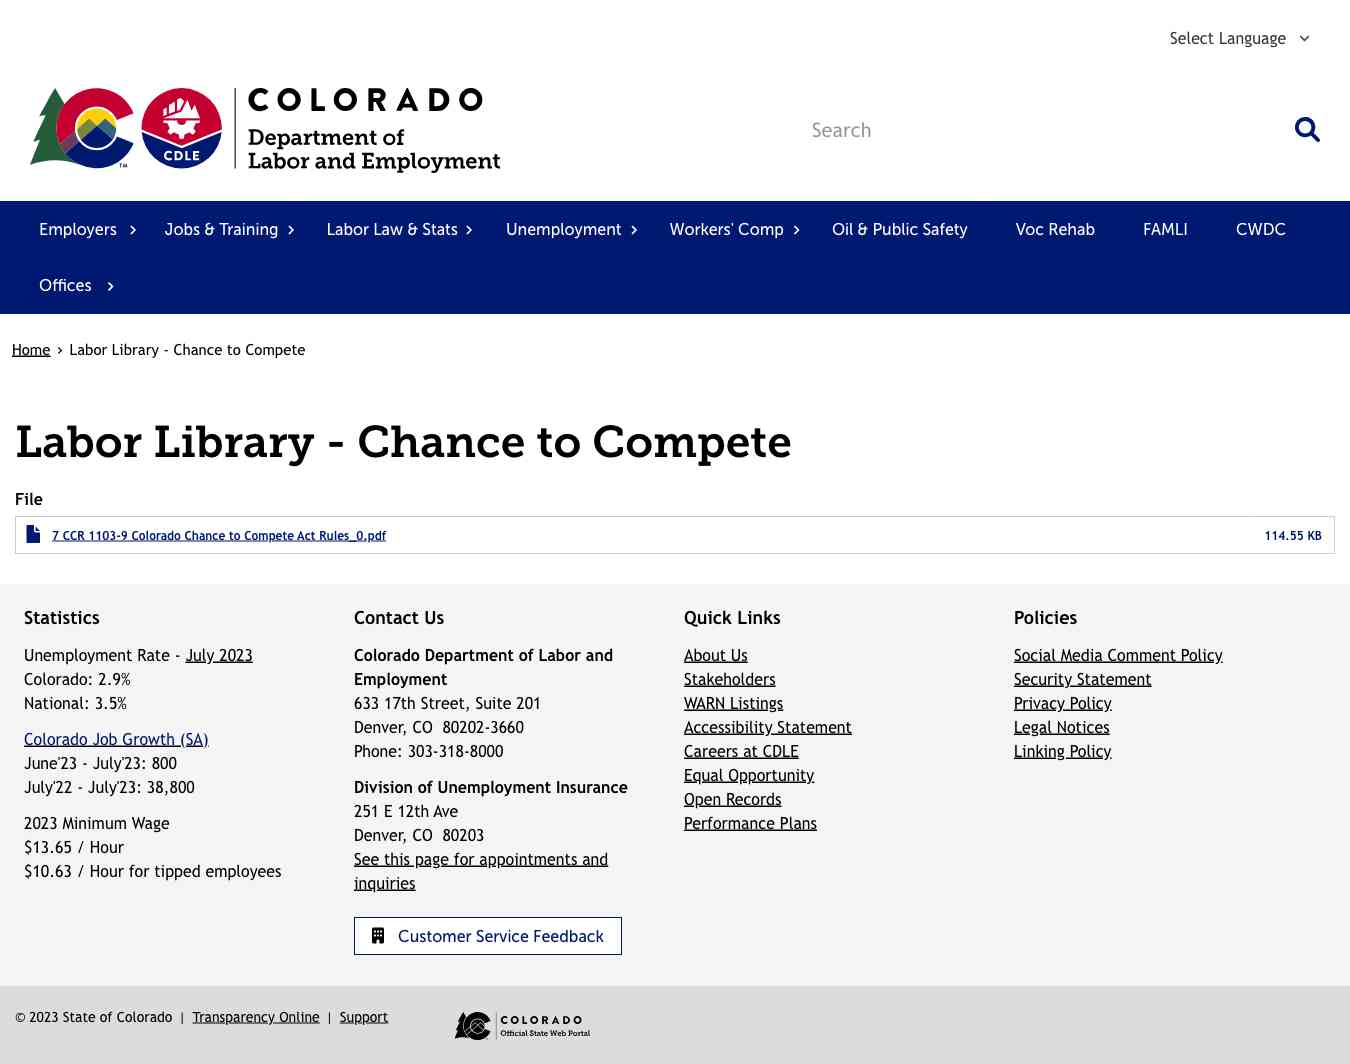 Select Language
COLORADO
Department of
Labor and Employment
CDLE
TM
Search
Employers Jobs & Training Labor Law & Stats Unemployment Workers' Comp Oil & Public Safety Voc Rehab FAMLI CWDC
Offices
Home › Labor Library - Chance to Compete
Labor Library - Chance to Compete
File
7 CCR 1103-9 Colorado Chance to Compete Act Rules_0.pdf 114.55 KB
Statistics
Unemployment Rate - July 2023
Colorado: 2.9%
National: 3.5%
Colorado Job Growth (SA)
June'23 - July'23: 800
July'22 - July'23: 38,800
2023 Minimum Wage
$13.65 / Hour
$10.63 / Hour for tipped employees
Contact Us
Colorado Department of Labor and
Employment
633 17th Street, Suite 201
Denver, CO 80202-3660
Phone: 303-318-8000
Division of Unemployment Insurance
251 E 12th Ave
Denver, CO 80203
See this page for appointments and
inquiries
Customer Service Feedback
Quick Links
About Us
Stakeholders
WARN Listings
Accessibility Statement
Careers at CDLE
Equal Opportunity
Open Records
Performance Plans
Policies
Social Media Comment Policy
Security Statement
Privacy Policy
Legal Notices
Linking Policy
© 2023 State of Colorado | Transparency Online | Support
COLORADO
Official State Web Portal